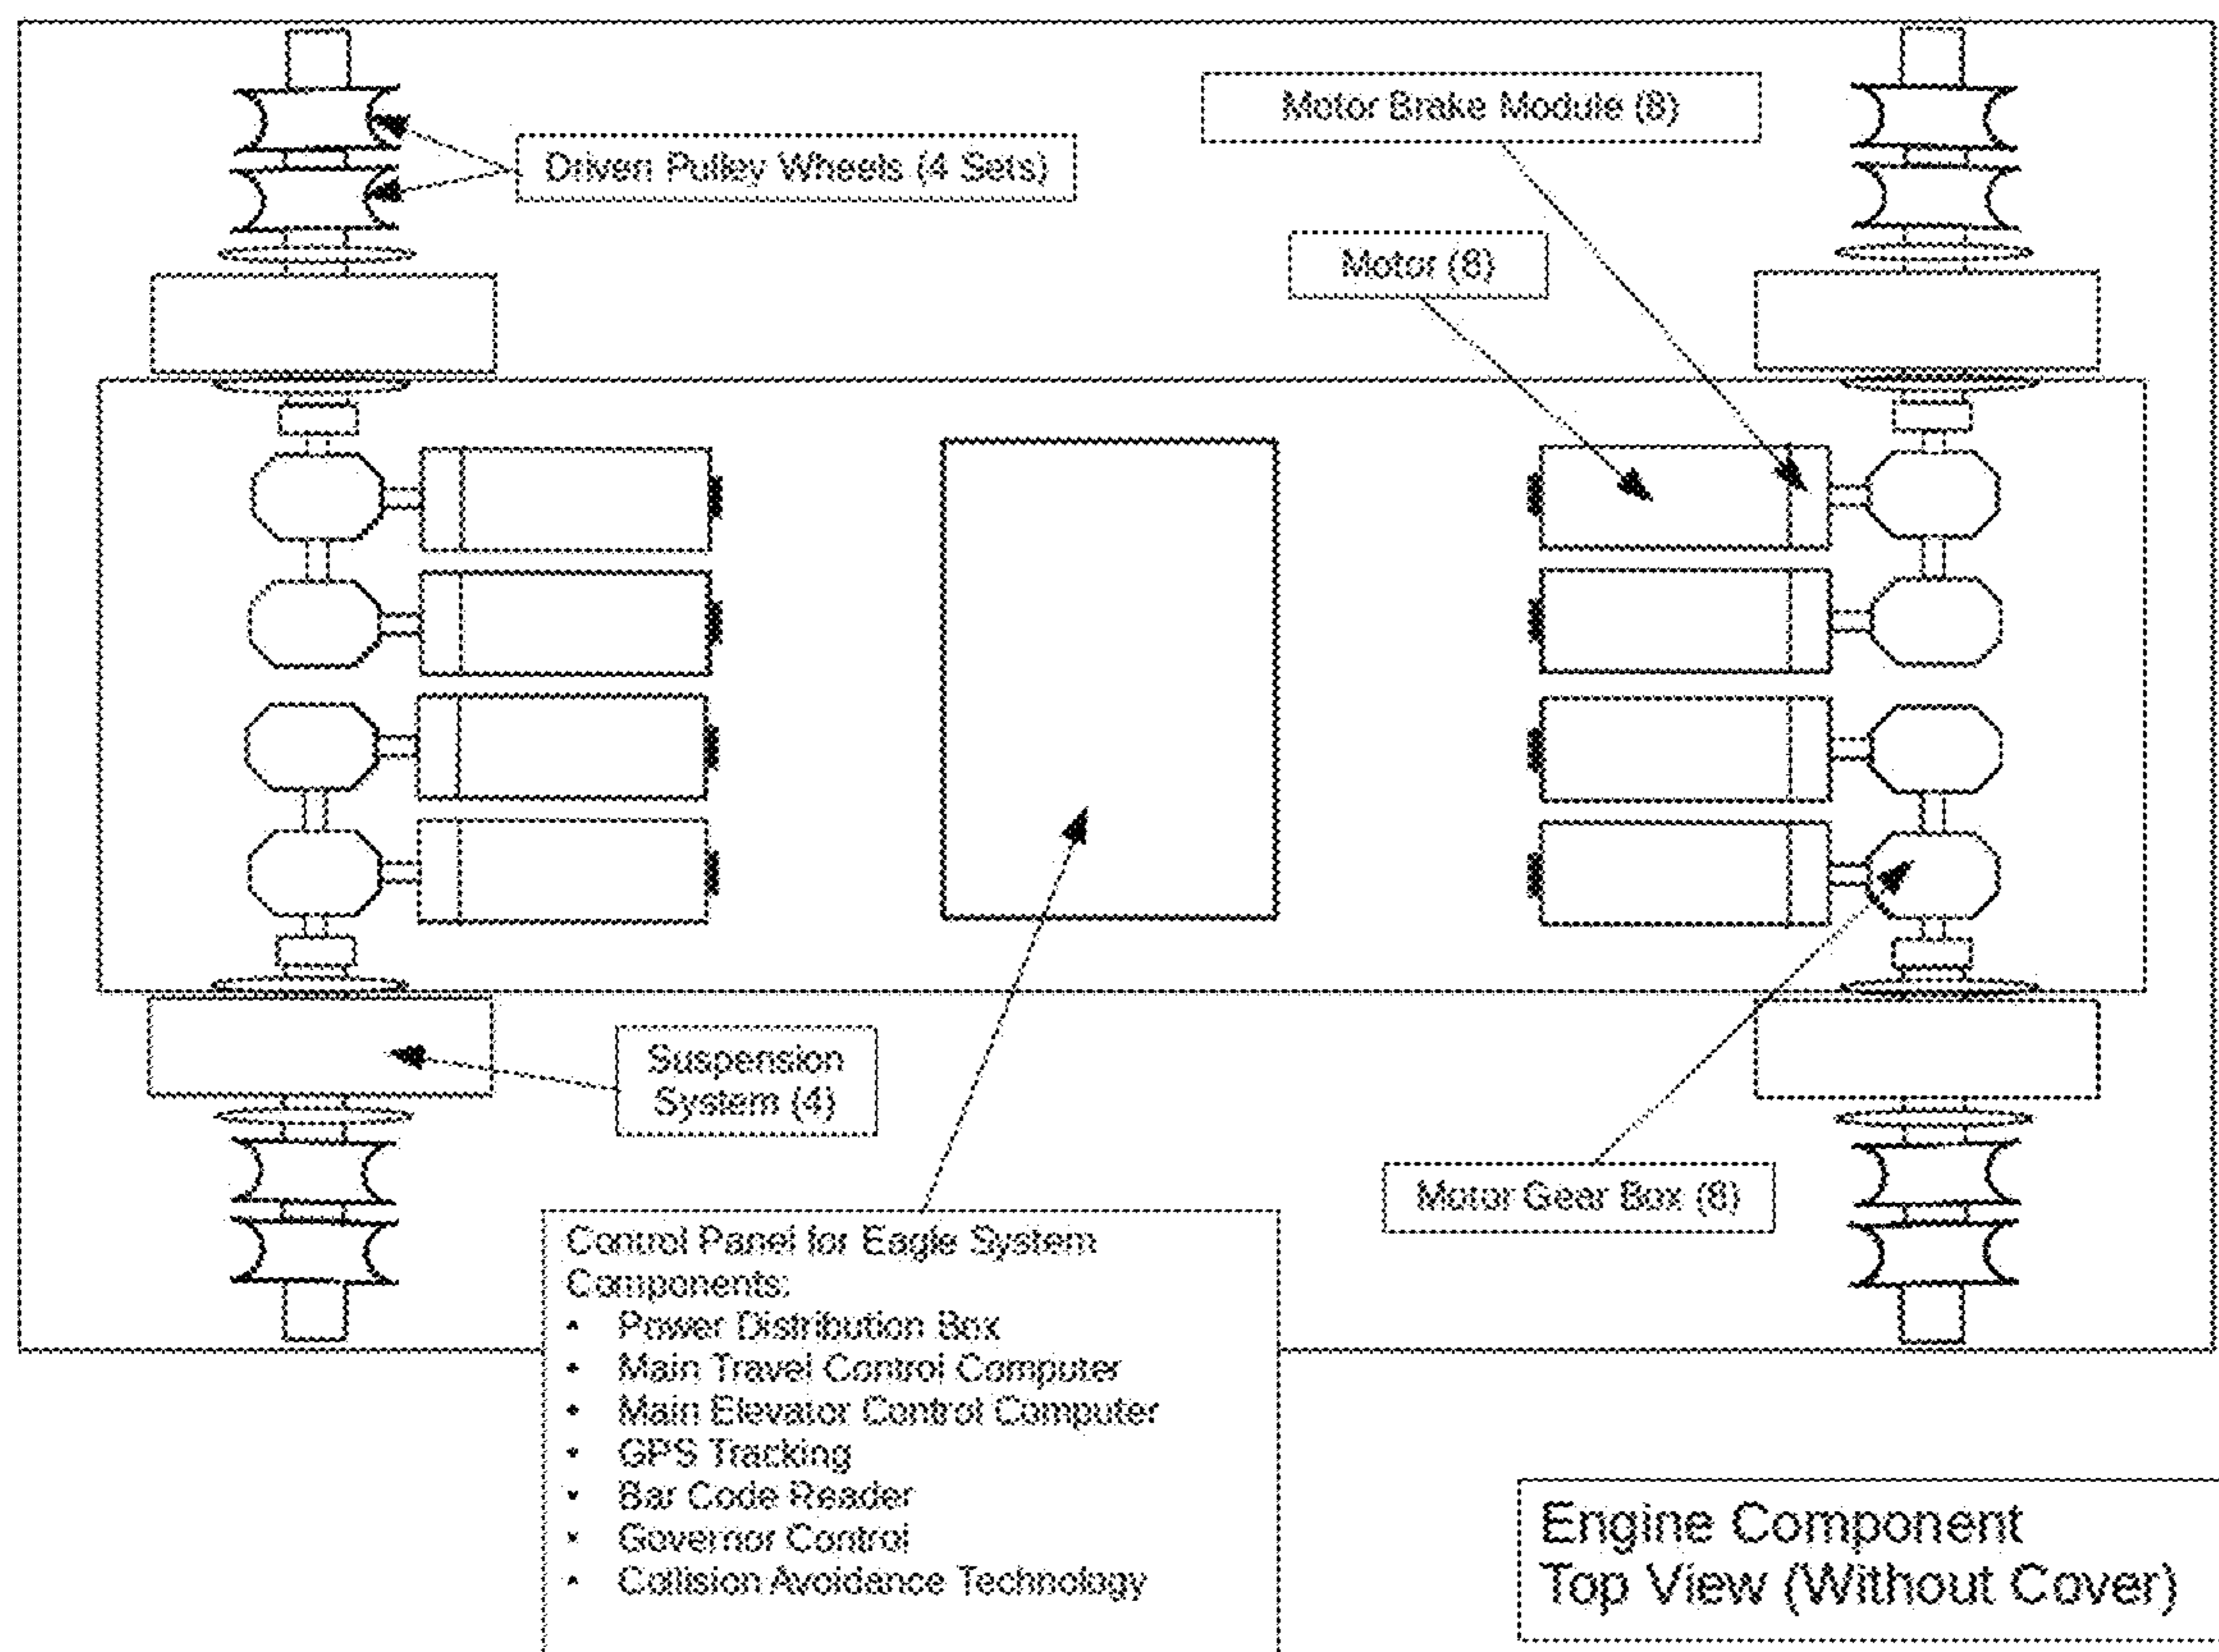 Driven Pulley Wheels (4 Sets)
Motor Brake Module (8)
Motor (8)
Suspension
System (4)
Motor Gear Box (8)
Control Panel for Eagle System
Components:
• Power Distribution Box
• Main Travel Control Computer
• Main Elevator Control Computer
• GPS Tracking
• Bar Code Reader
• Governor Control
• Collision Avoidance Technology
Engine Component
Top View (Without Cover)